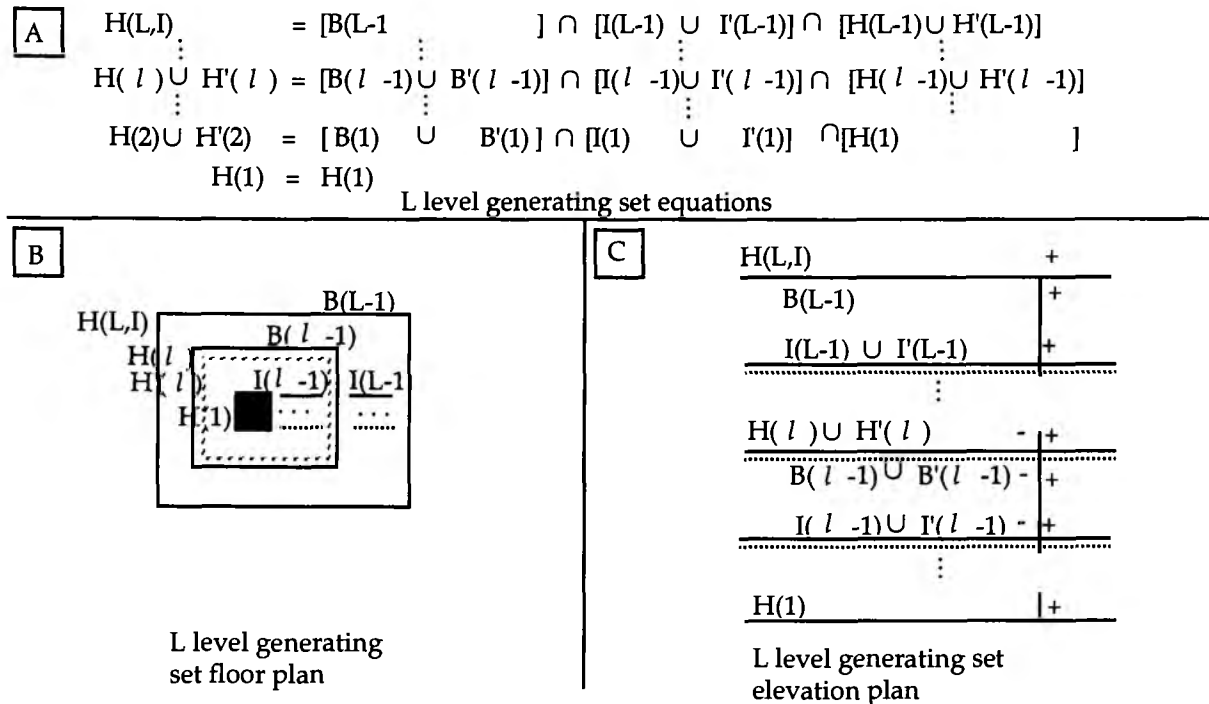 A
H(L,I) = [B(L-1 ] ∩ [I(L-1) ∪ I'(L-1)] ∩ [H(L-1)∪ H'(L-1)]
⋮ ⋮ ⋮ ⋮
H( l )∪ H'( l ) = [B( l -1)∪ B'( l -1)] ∩ [I( l -1)∪ I'( l -1)] ∩ [H( l -1)∪ H'( l -1)]
⋮ ⋮ ⋮ ⋮
H(2)∪ H'(2) = [ B(1) ∪ B'(1) ] ∩ [I(1) ∪ I'(1)] ∩[H(1) ]
H(1) = H(1)
L level generating set equations
B
B(L-1)
H(L,I)
B( l -1)
H( l
H'( l' )
I( l -1) I(L-1
H(1)
... ...
L level generating
set floor plan
C
H(L,I) +
B(L-1) +
I(L-1) ∪ I'(L-1) +
⋮
H( l )∪ H'( l ) - +
B( l -1)∪ B'( l -1) - +
I( l -1)∪ I'( l -1) - +
⋮
H(1) +
L level generating set
elevation plan